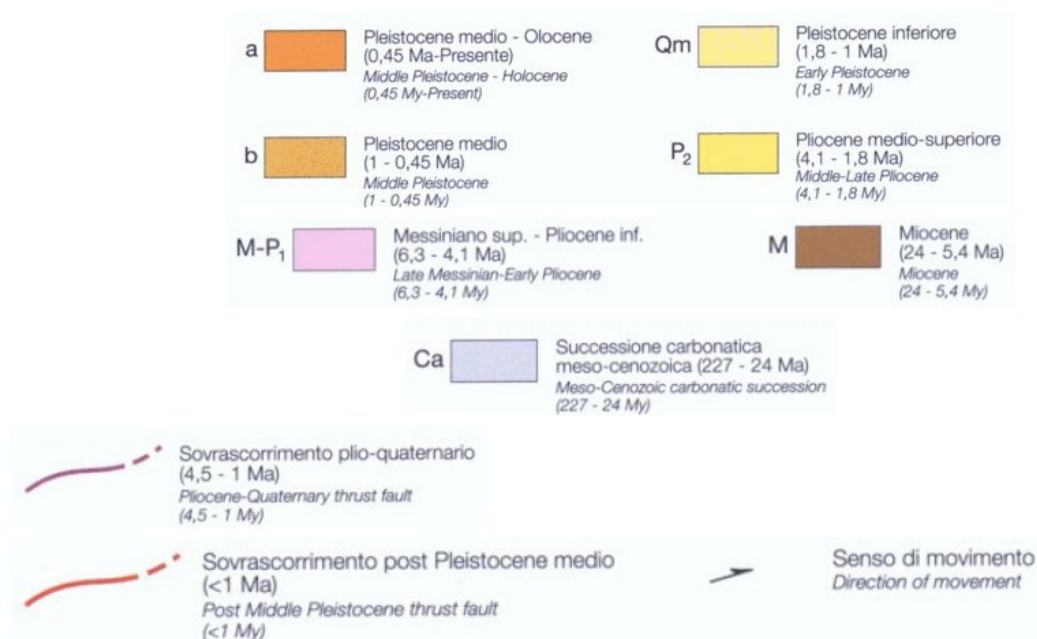 a
Pleistocene medio - Olocene
(0,45 Ma-Presente)
Middle Pleistocene - Holocene
(0,45 My-Present)
Qm
Pleistocene inferiore
(1,8 - 1 Ma)
Early Pleistocene
(1,8 - 1 My)
b
Pleistocene medio
(1 - 0,45 Ma)
Middle Pleistocene
(1 - 0,45 My)
P2
Pliocene medio-superiore
(4,1 - 1,8 Ma)
Middle-Late Pliocene
(4,1 - 1,8 My)
M-P1
Messiniano sup. - Pliocene inf.
(6,3 - 4,1 Ma)
Late Messinian-Early Pliocene
(6,3 - 4,1 My)
M
Miocene
(24 - 5,4 Ma)
Miocene
(24 - 5,4 My)
Ca
Successione carbonatica
meso-cenozoica (227 - 24 Ma)
Meso-Cenozoic carbonatic succession
(227 - 24 My)
Sovrascorrimento plio-quaternario
(4,5 - 1 Ma)
Pliocene-Quaternary thrust fault
(4,5 - 1 My)
Sovrascorrimento post Pleistocene medio
(<1 Ma)
Post Middle Pleistocene thrust fault
(<1 My)
Senso di movimento
Direction of movement